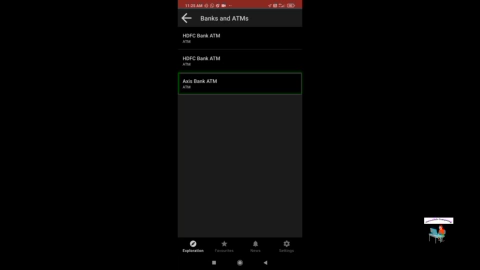 11:23 AM
Banks and ATMs
HDFC Bank ATM
ATM
HDFC Bank ATM
ATM
Axis Bank ATM
ATM
Exploration Favourites News Settings